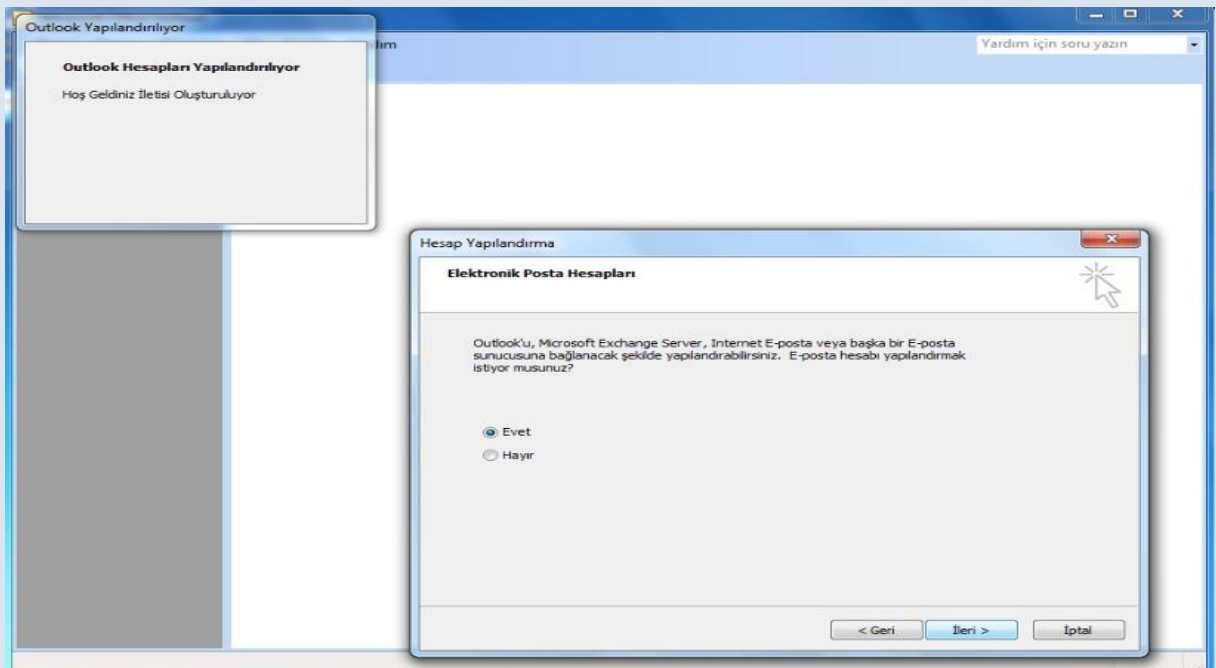 Outlook Yapılandırılıyor
Outlook Hesapları Yapılandırılıyor
Hoş Geldiniz İletisi Oluşturuluyor
Yardım için soru yazın
Hesap Yapılandırma
Elektronik Posta Hesapları
Outlook'u, Microsoft Exchange Server, Internet E-posta veya başka bir E-posta
sunucusuna bağlanacak şekilde yapılandırabilirsiniz. E-posta hesabı yapılandırmak
istiyor musunuz?
Evet
Hayır
< Geri İleri > İptal